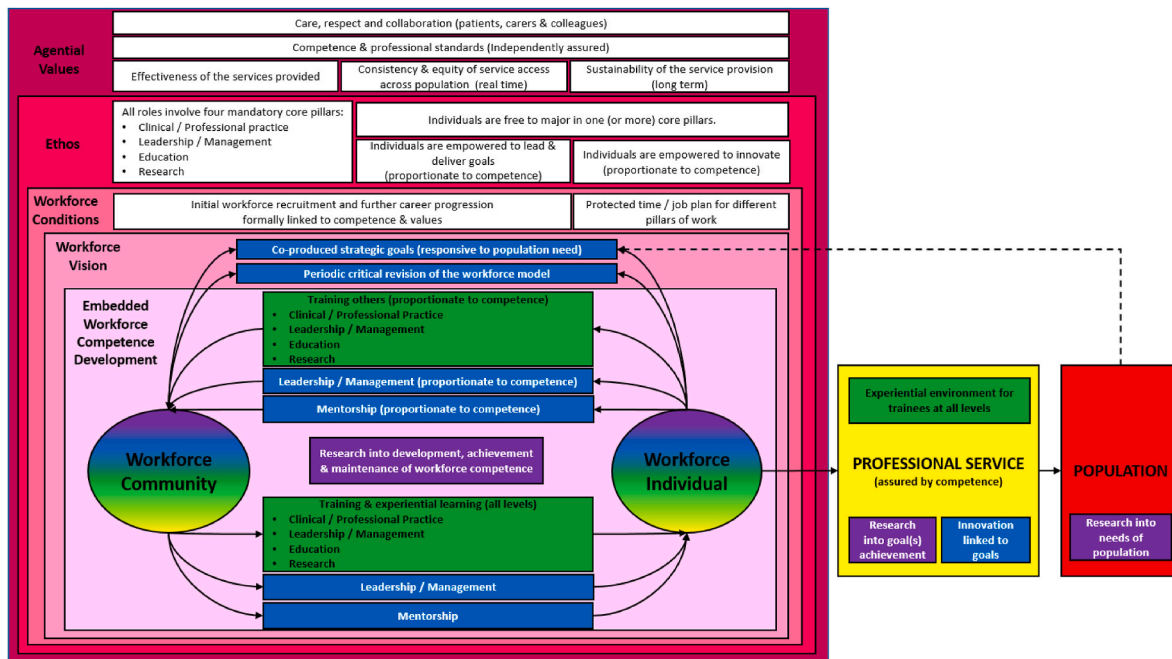 Agential
Values
Care, respect and collaboration (patients, carers & colleagues)
Competence & professional standards (Independently assured)
Effectiveness of the services provided
Consistency & equity of service access
across population (real time)
Sustainability of the service provision
(long term)
Ethos
All roles involve four mandatory core pillars:
• Clinical / Professional practice
• Leadership / Management
• Education
• Research
Individuals are free to major in one (or more) core pillars.
Individuals are empowered to lead &
deliver goals
(proportionate to competence)
Individuals are empowered to innovate
(proportionate to competence)
Workforce
Conditions
Initial workforce recruitment and further career progression
formally linked to competence & values
Protected time / job plan for different
pillars of work
Workforce
Vision
Co-produced strategic goals (responsive to population need)
Periodic critical revision of the workforce model
Embedded
Workforce
Competence
Development
Training others (proportionate to competence)
• Clinical / Professional Practice
• Leadership / Management
• Education
• Research
Leadership / Management (proportionate to competence)
Mentorship (proportionate to competence)
Workforce
Community
Research into development, achievement
& maintenance of workforce competence
Workforce
Individual
Training & experiential learning (all levels)
• Clinical / Professional Practice
• Leadership / Management
• Education
• Research
Leadership / Management
Mentorship
Experiential environment for
trainees at all levels
PROFESSIONAL SERVICE
(assured by competence)
Research
into goal(s)
achievement
Innovation
linked to
goals
POPULATION
Research into
needs of
population